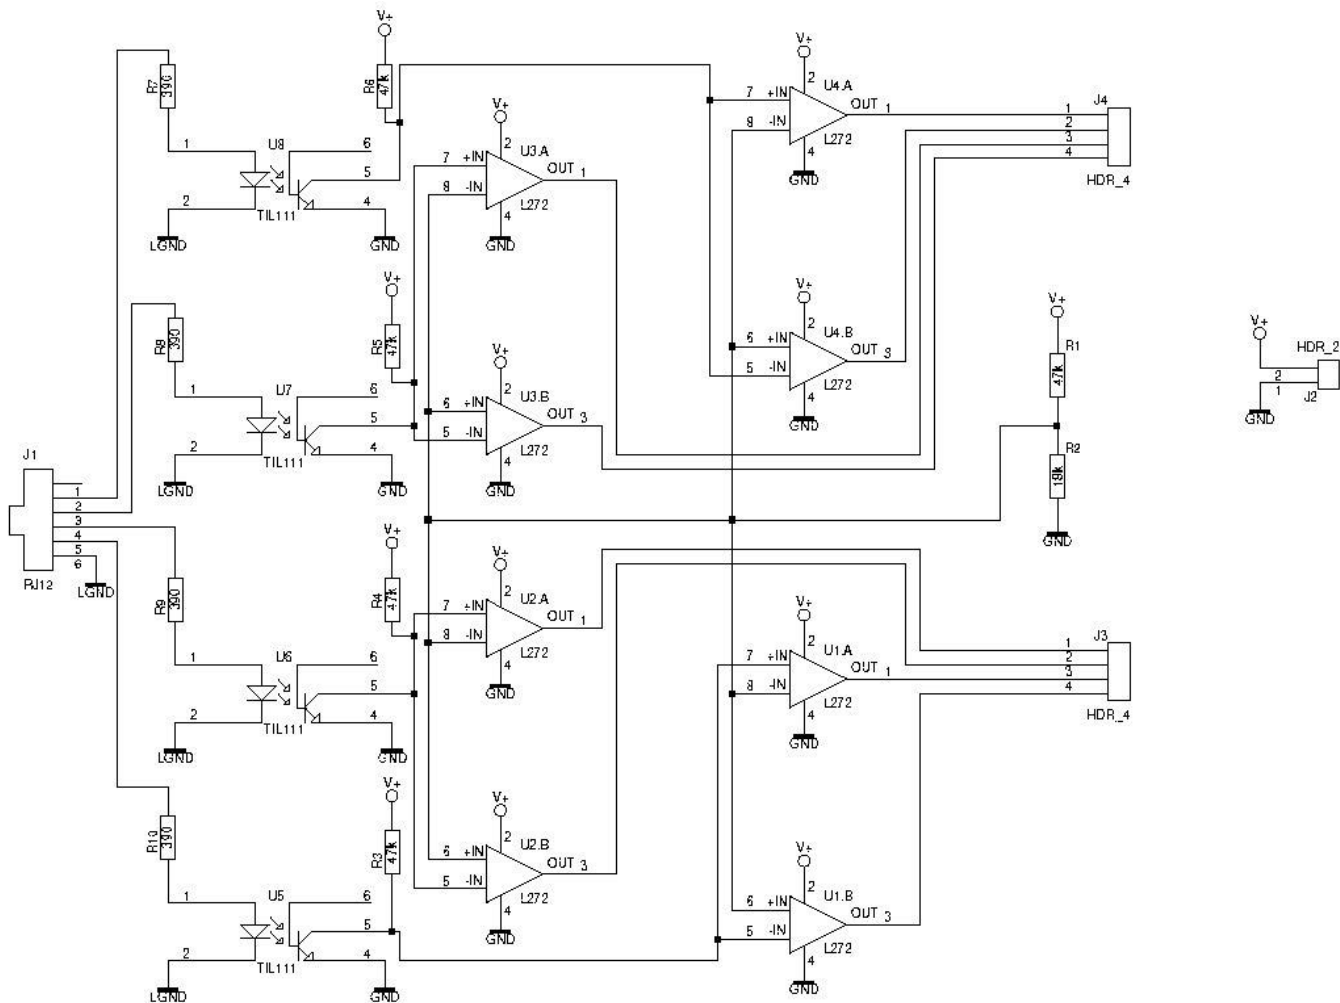 V+
R7
390
R6
47k
1
U8
6
5
2
4
TIL111
LGND
GND
V+
2
7
+IN
U3.A
OUT
1
8
-IN
L272
4
GND
V+
2
7
+IN
U4.A
OUT
1
8
-IN
L272
4
GND
J4
1
2
3
4
HDR_4
V+
R8
390
R5
47k
1
U7
6
5
2
4
TIL111
LGND
GND
V+
2
6
+IN
U3.B
OUT
3
5
-IN
L272
4
GND
V+
2
6
+IN
U4.B
OUT
3
5
-IN
L272
4
GND
V+
R1
47k
R2
18k
GND
V+
HDR_2
2
1
J2
GND
J1
1
2
3
4
5
6
RJ12
LGND
V+
R9
390
R4
47k
1
U6
6
5
2
4
TIL111
LGND
GND
V+
2
7
+IN
U2.A
OUT
1
8
-IN
L272
4
GND
V+
2
7
+IN
U1.A
OUT
1
8
-IN
L272
4
GND
J3
1
2
3
4
HDR_4
V+
R10
390
R3
47k
1
U5
6
5
2
4
TIL111
LGND
GND
V+
2
6
+IN
U2.B
OUT
3
5
-IN
L272
4
GND
V+
2
6
+IN
U1.B
OUT
3
5
-IN
L272
4
GND